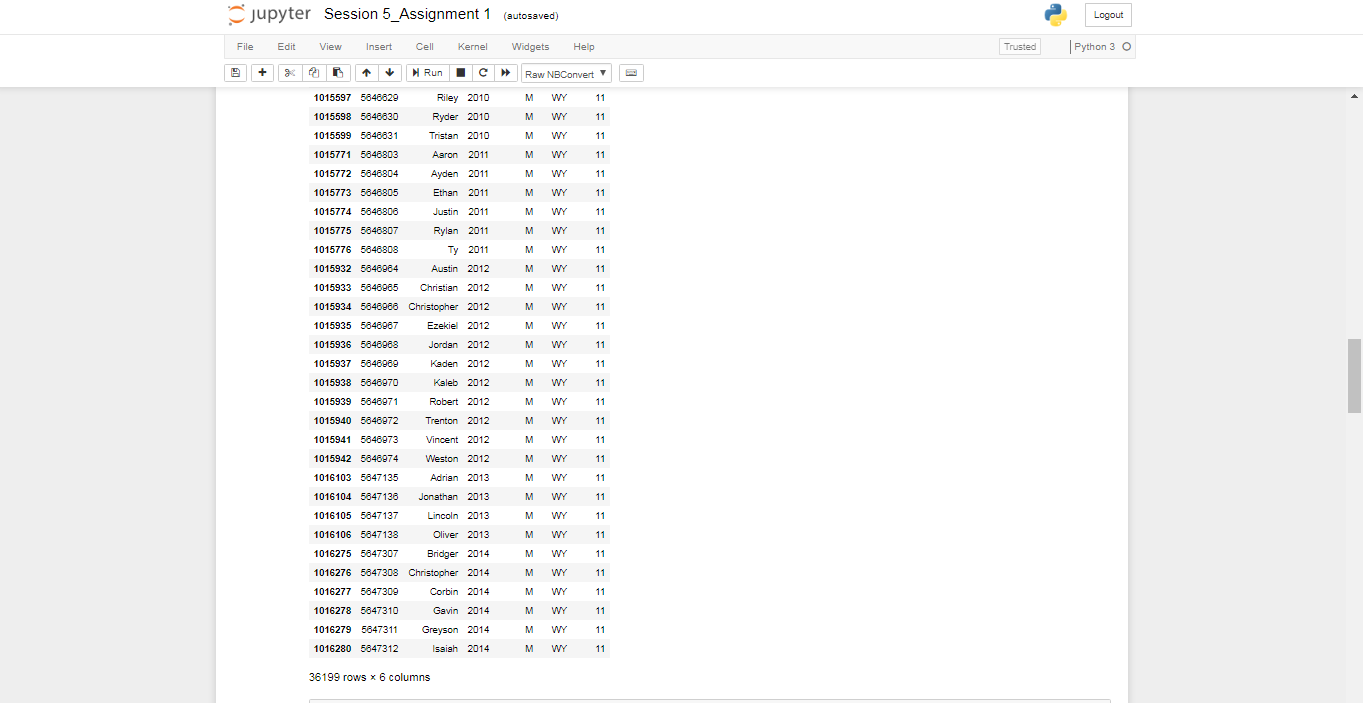 jupyter Session 5_Assignment 1 (autosaved) Logout
File Edit View Insert Cell Kernel Widgets Help Trusted Python 3
Run Raw NBConvert
1015597 5646629 Riley 2010 M WY 11
1015598 5646630 Ryder 2010 M WY 11
1015599 5646631 Tristan 2010 M WY 11
1015771 5646803 Aaron 2011 M WY 11
1015772 5646804 Ayden 2011 M WY 11
1015773 5646805 Ethan 2011 M WY 11
1015774 5646806 Justin 2011 M WY 11
1015775 5646807 Rylan 2011 M WY 11
1015776 5646808 Ty 2011 M WY 11
1015932 5646964 Austin 2012 M WY 11
1015933 5646965 Christian 2012 M WY 11
1015934 5646966 Christopher 2012 M WY 11
1015935 5646967 Ezekiel 2012 M WY 11
1015936 5646968 Jordan 2012 M WY 11
1015937 5646969 Kaden 2012 M WY 11
1015938 5646970 Kaleb 2012 M WY 11
1015939 5646971 Robert 2012 M WY 11
1015940 5646972 Trenton 2012 M WY 11
1015941 5646973 Vincent 2012 M WY 11
1015942 5646974 Weston 2012 M WY 11
1016103 5647135 Adrian 2013 M WY 11
1016104 5647136 Jonathan 2013 M WY 11
1016105 5647137 Lincoln 2013 M WY 11
1016106 5647138 Oliver 2013 M WY 11
1016275 5647307 Bridger 2014 M WY 11
1016276 5647308 Christopher 2014 M WY 11
1016277 5647309 Corbin 2014 M WY 11
1016278 5647310 Gavin 2014 M WY 11
1016279 5647311 Greyson 2014 M WY 11
1016280 5647312 Isaiah 2014 M WY 11
36199 rows × 6 columns